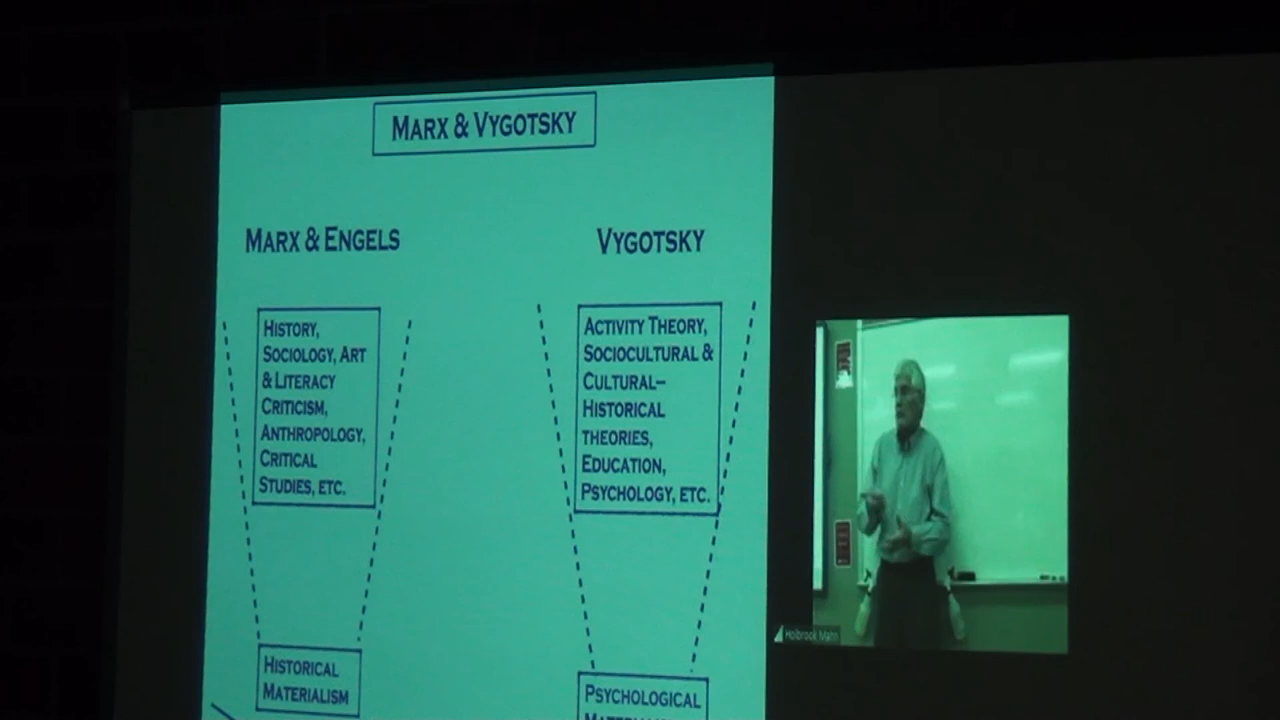 MARX & VYGOTSKY
MARX & ENGELS
VYGOTSKY
HISTORY,
SOCIOLOGY, ART
& LITERACY
CRITICISM,
ANTHROPOLOGY,
CRITICAL
STUDIES, ETC.
ACTIVITY THEORY,
SOCIOCULTURAL &
CULTURAL–
HISTORICAL
THEORIES,
EDUCATION,
PSYCHOLOGY, ETC.
HISTORICAL
MATERIALISM
PSYCHOLOGICAL
Holbrook Mahn